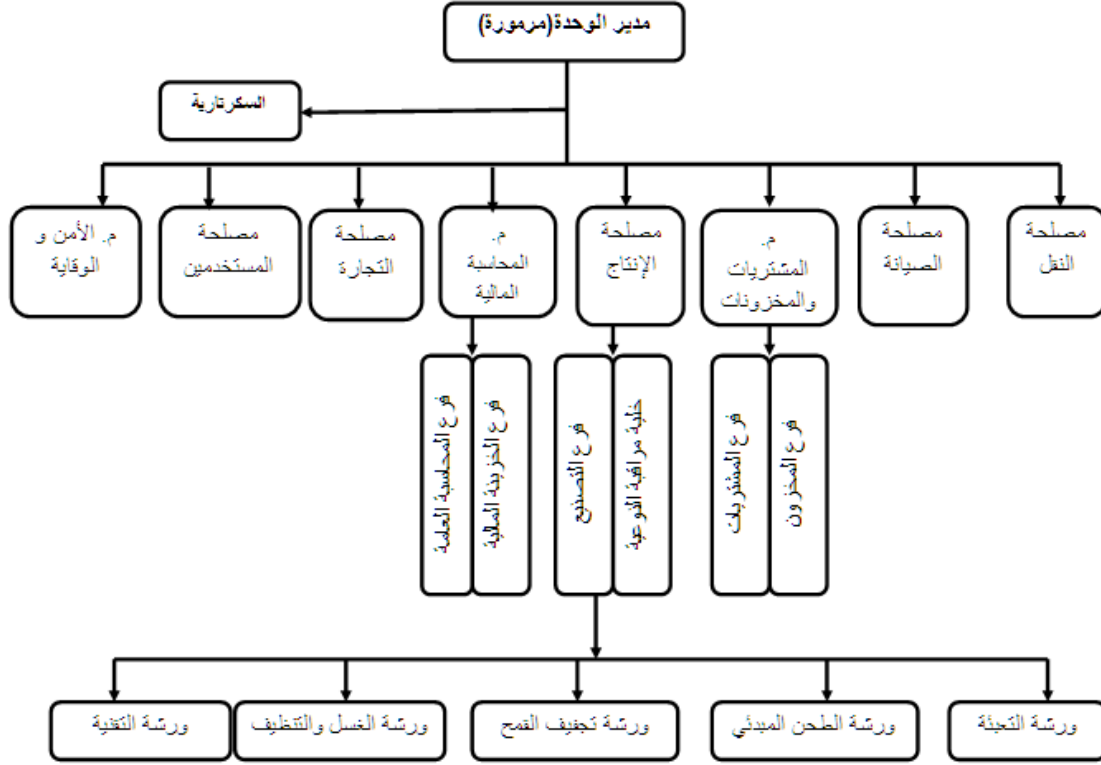 مدير الوحدة(مرمورة)
السكرتارية
مصلحة
النقل
مصلحة
الصيانة
م.
المشتريات
والمخزونات
مصلحة
الإنتاج
م.
المحاسبة
المالية
مصلحة
التجارة
مصلحة
المستخدمين
م. الأمن و
الوقاية
فرع المخزون
فرع المشتريات
خلية مراقبة النوعية
فرع التصنيع
فرع الخزينة المالية
فرع المحاسبة العامة
ورشة التعبئة
ورشة الطحن المبدئي
ورشة تجفيف القمح
ورشة الغسل والتنظيف
ورشة التقنية